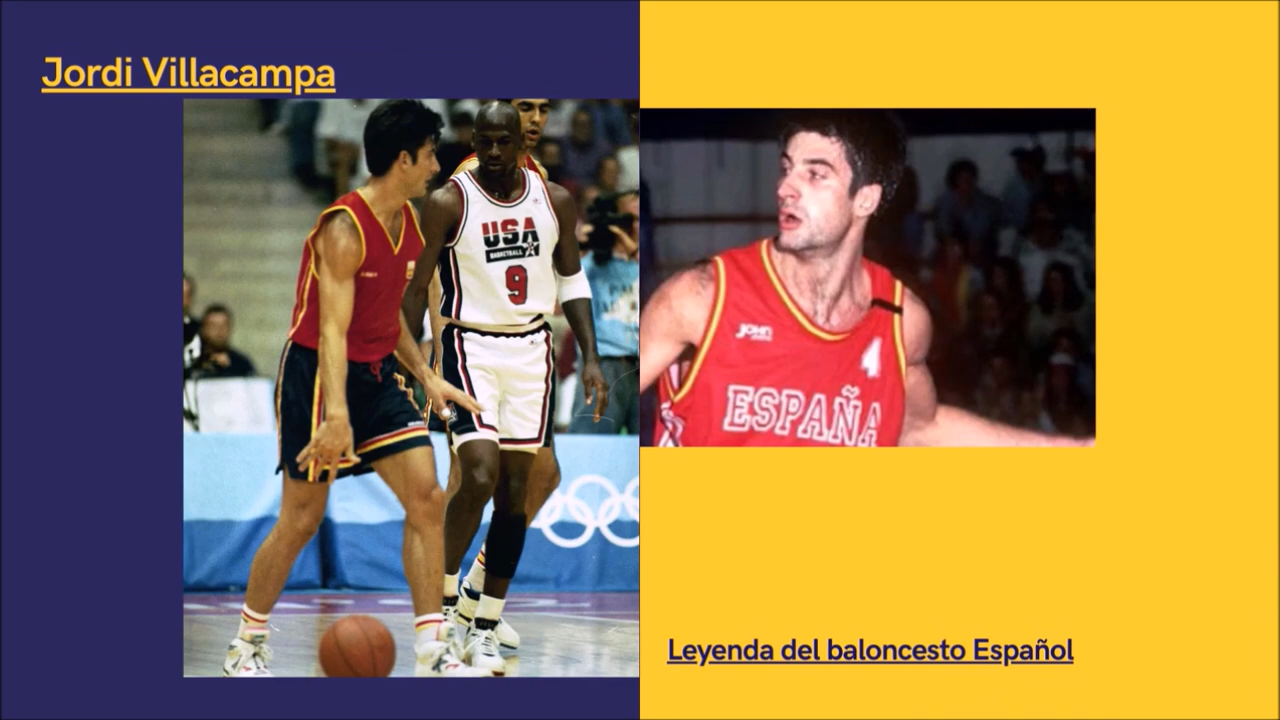 Jordi Villacampa
USA
BASKETBALL
9
JOHN
4
ESPAÑA
Leyenda del baloncesto Español